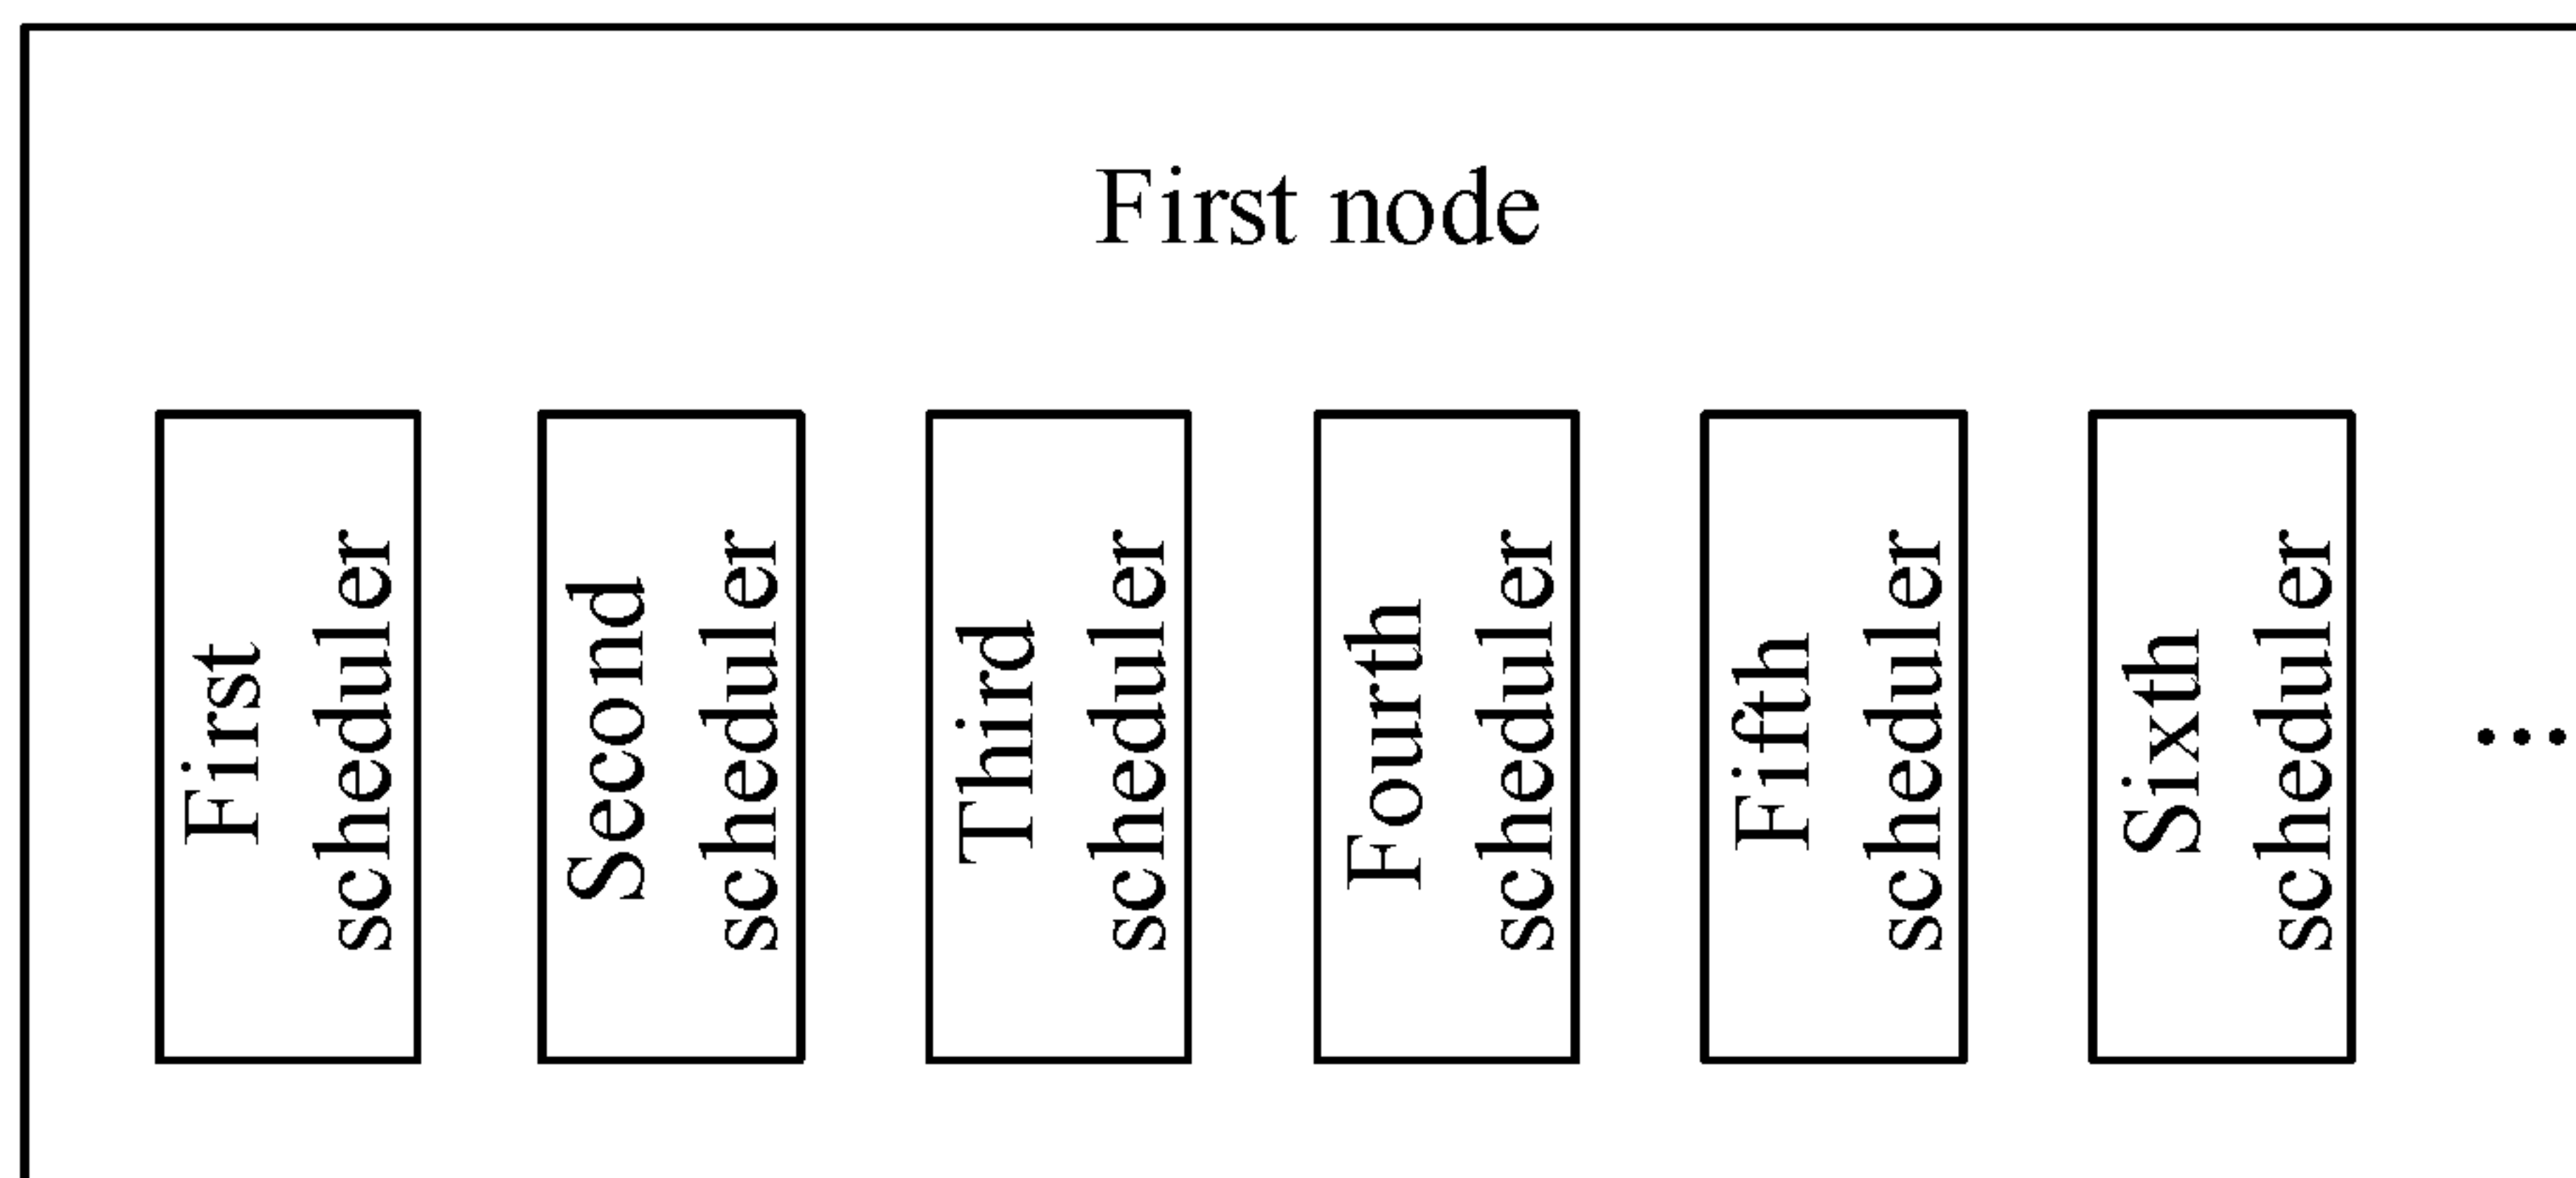 First node
First
scheduler
Second
scheduler
Third
scheduler
Fourth
scheduler
Fifth
scheduler
Sixth
scheduler
...